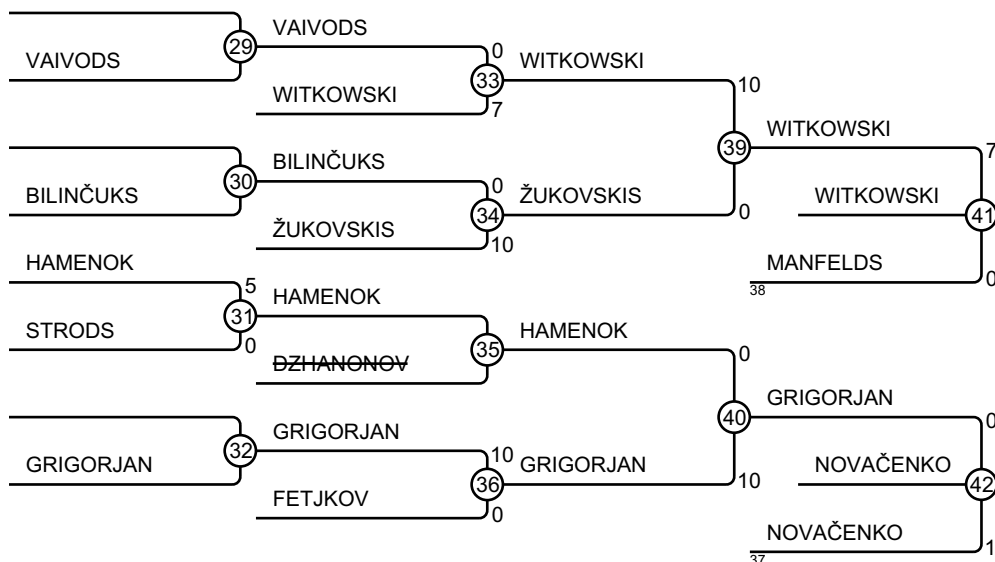 VAIVODS
0
29
VAIVODS
WITKOWSKI
33
WITKOWSKI
7
WITKOWSKI
10
39
WITKOWSKI
7
BILINČUKS
30
BILINČUKS
0
ŽUKOVSKIS
34
ŽUKOVSKIS
10
0
WITKOWSKI
41
HAMENOK
5
MANFELDS
38
0
31
HAMENOK
STRODS
0
DZHANONOV
35
HAMENOK
0
40
GRIGORJAN
0
GRIGORJAN
32
GRIGORJAN
10
GRIGORJAN
10
NOVAČENKO
42
FETJKOV
36
0
NOVAČENKO
37
1